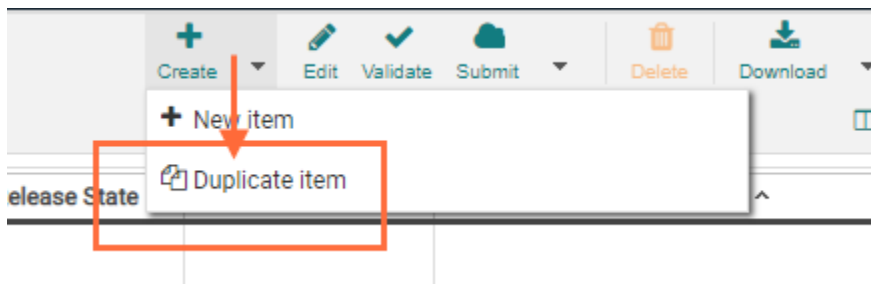 Create Edit Validate Submit Delete Download
New item
Duplicate item
elease State